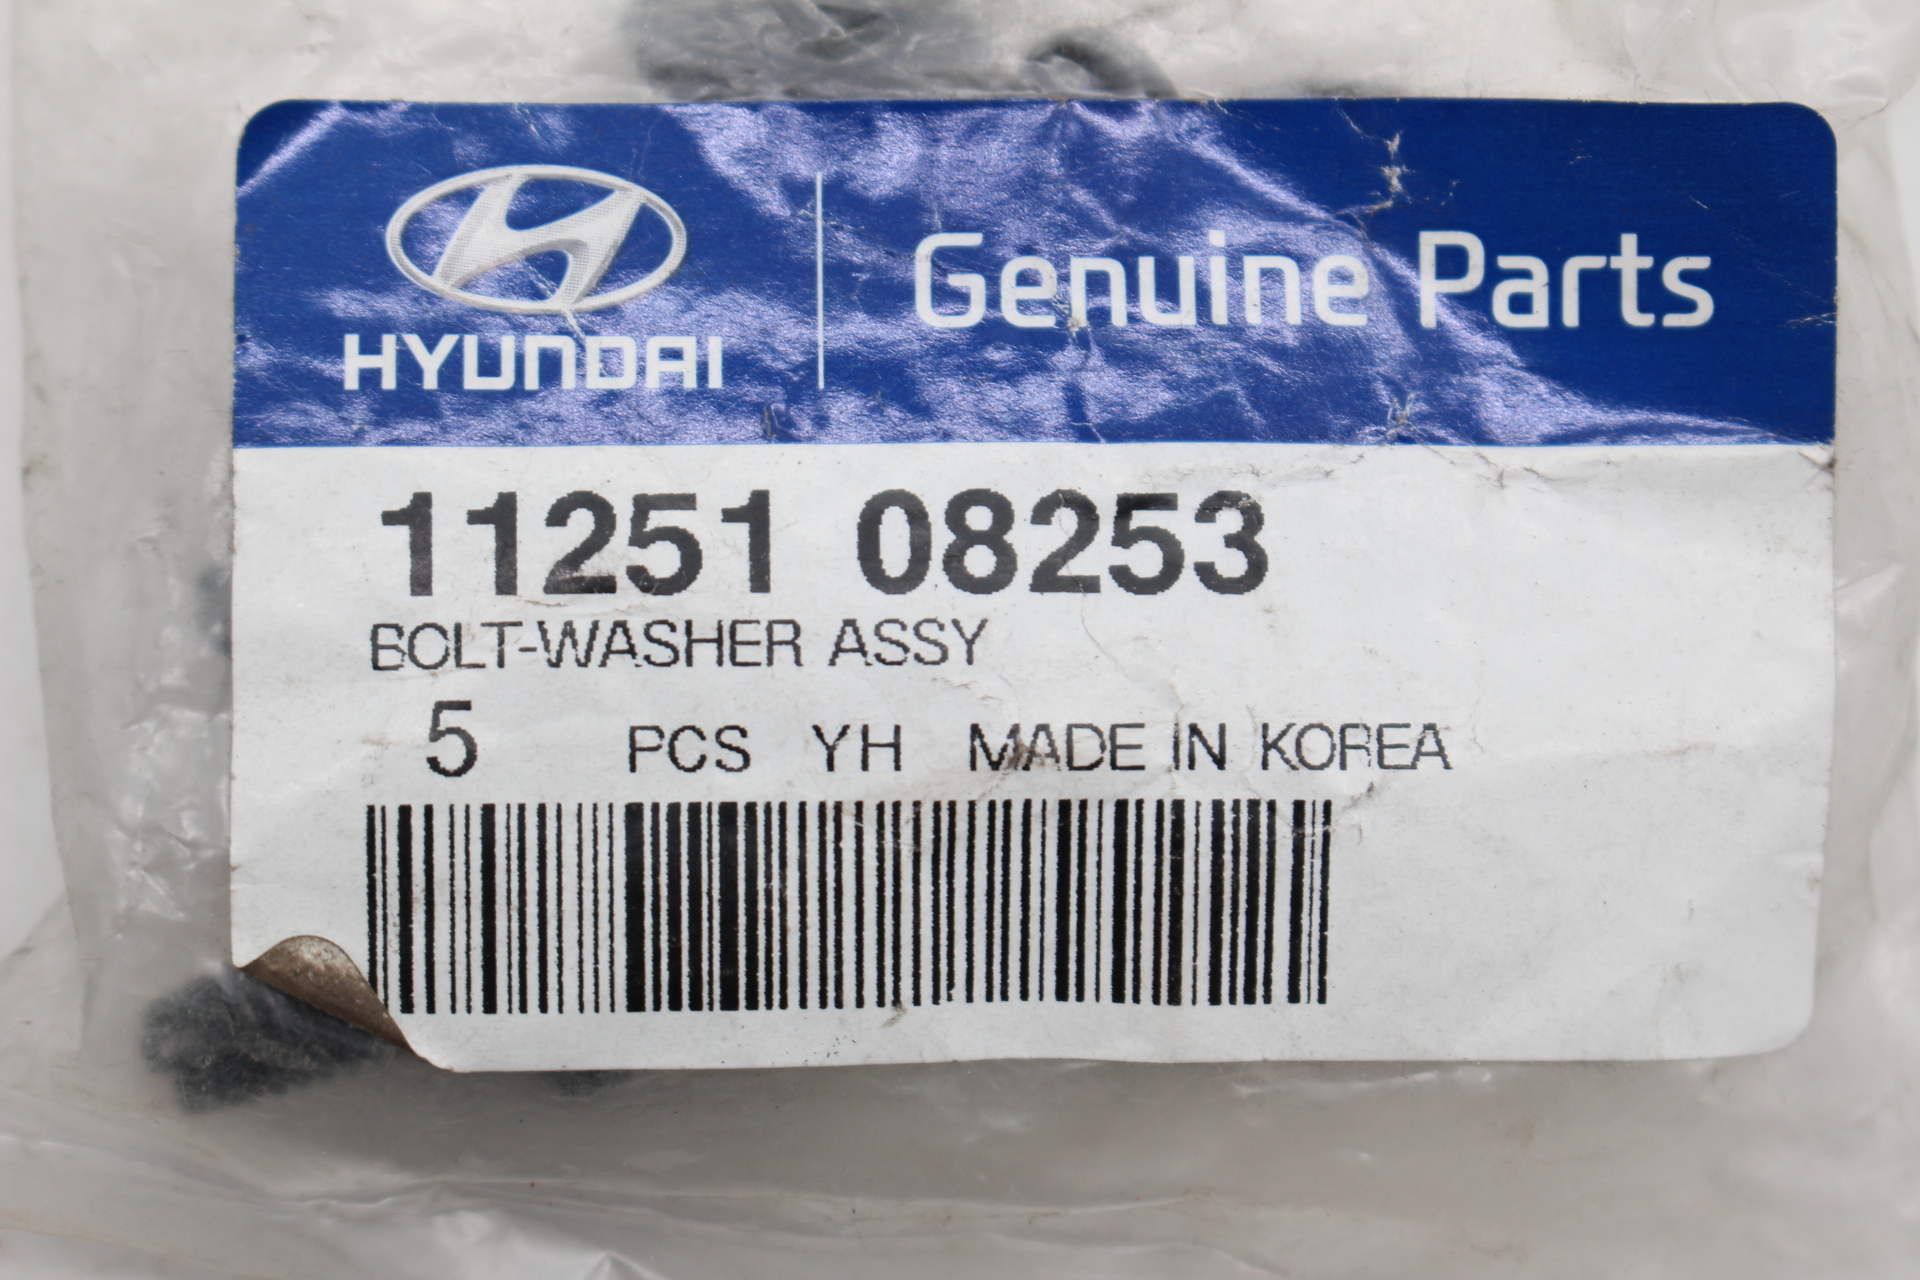 HYUNDAI
Genuine Parts
11251 08253
BOLT-WASHER ASSY
5 PCS YH MADE IN KOREA